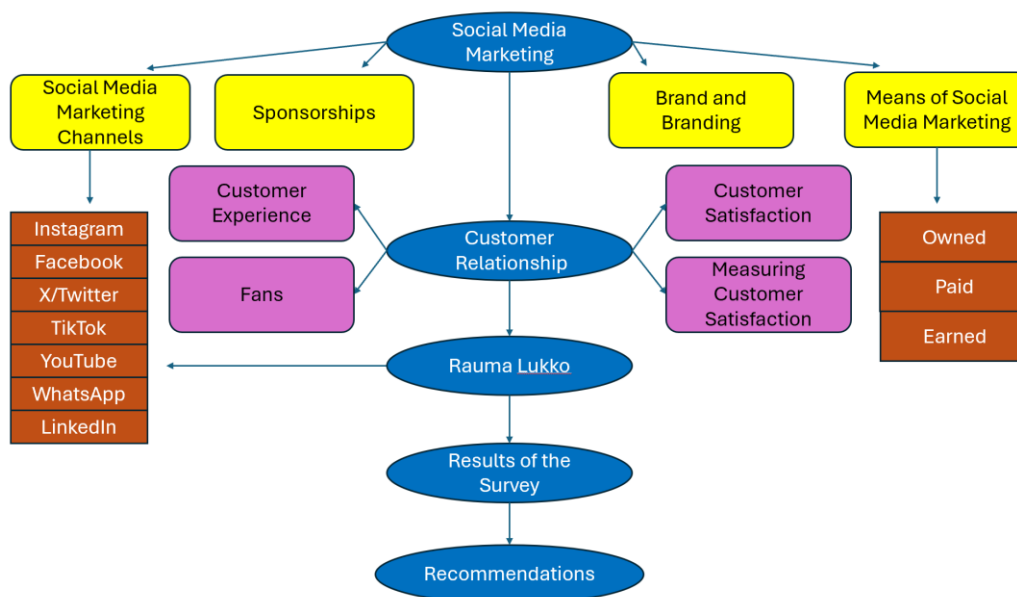 Social Media
Marketing
Social Media
Marketing
Channels
Sponsorships
Brand and
Branding
Means of Social
Media Marketing
Customer
Experience
Customer
Satisfaction
Instagram
Facebook
X/Twitter
TikTok
YouTube
WhatsApp
LinkedIn
Customer
Relationship
Owned
Paid
Earned
Fans
Measuring
Customer
Satisfaction
Rauma Lukko
Results of the
Survey
Recommendations